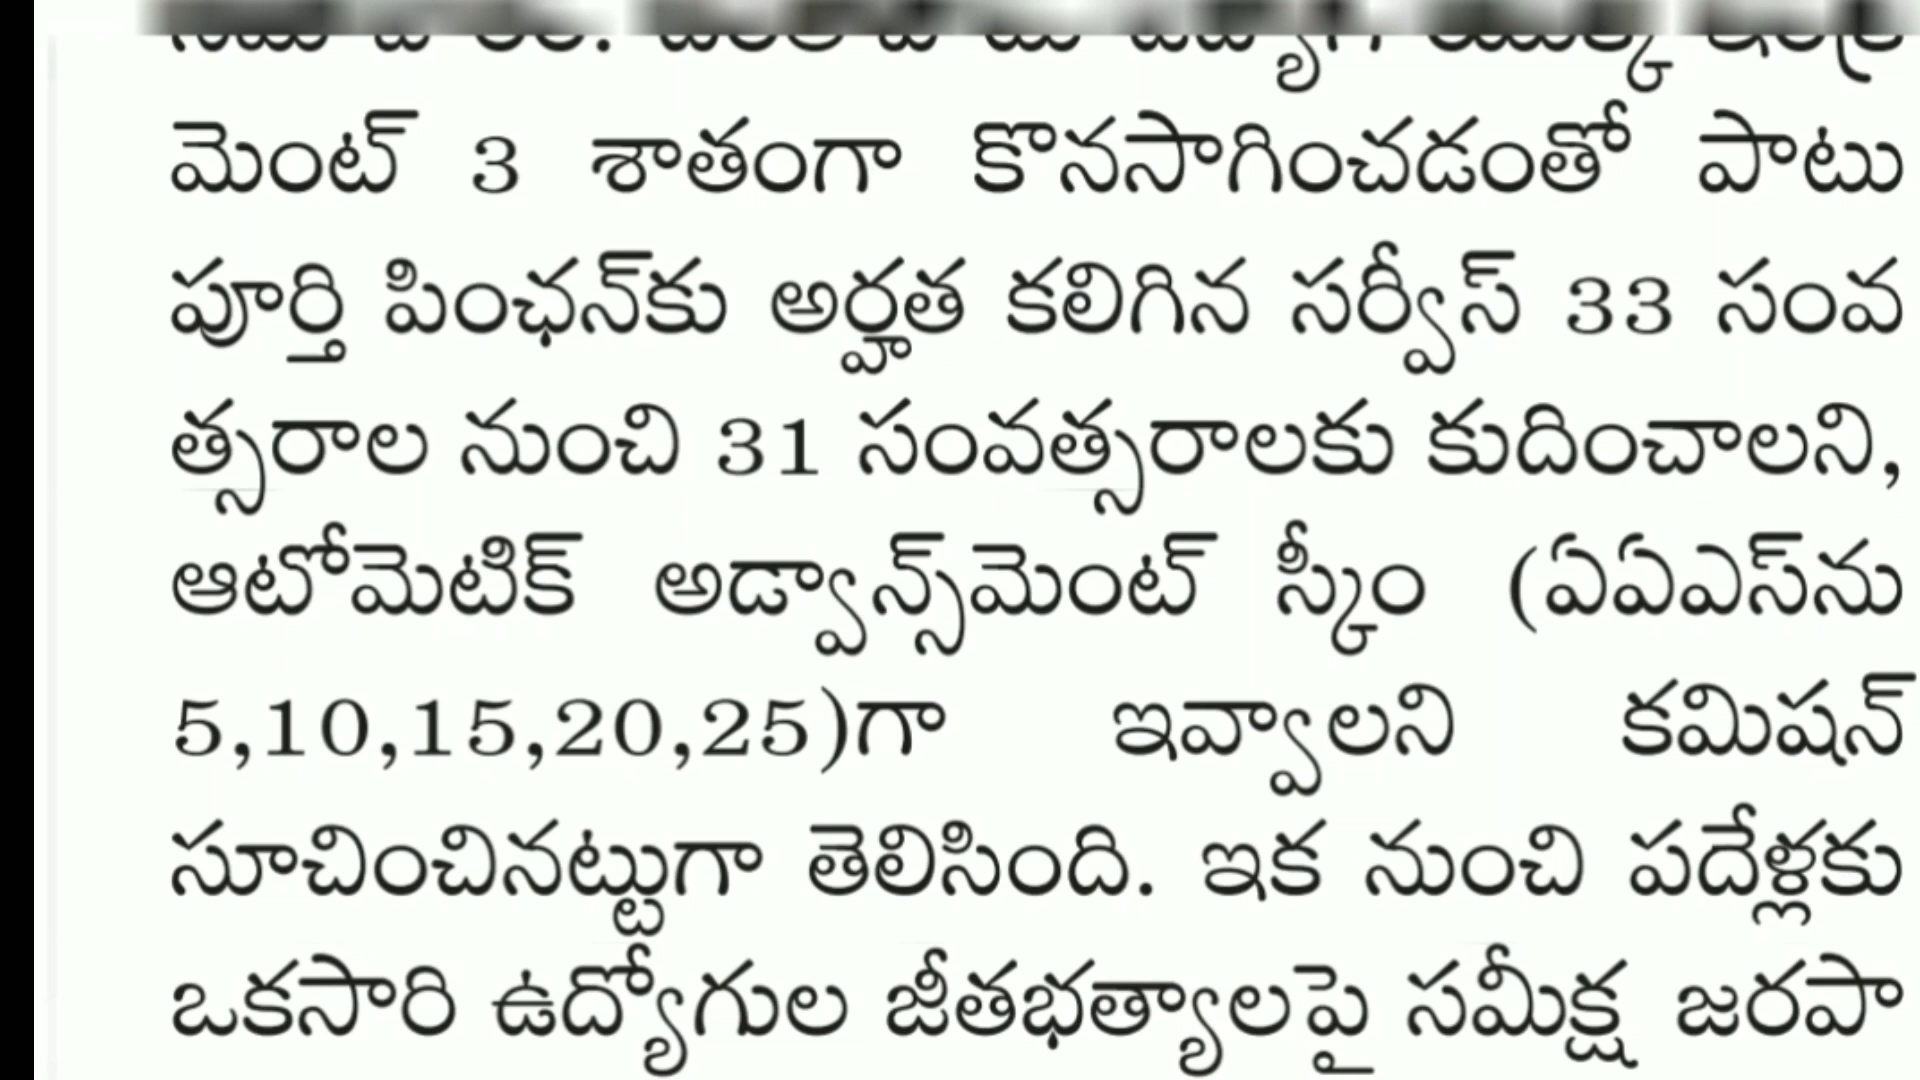 మెంట్ 3 శాతంగా కొనసాగించడంతో పాటు
పూర్తి పింఛన్‌కు అర్హత కలిగిన సర్వీస్ 33 సంవ
త్సరాల నుంచి 31 సంవత్సరాలకు కుదించాలని,
ఆటోమేటిక్ అడ్వాన్స్‌మెంట్ స్కీం (ఏఏఎస్‌ను
5,10,15,20,25)గా ఇవ్వాలని కమిషన్
సూచించినట్టుగా తెలిసింది. ఇక నుంచి పదేళ్లకు
ఒకసారి ఉద్యోగుల జీతభత్యాలపై సమీక్ష జరపా